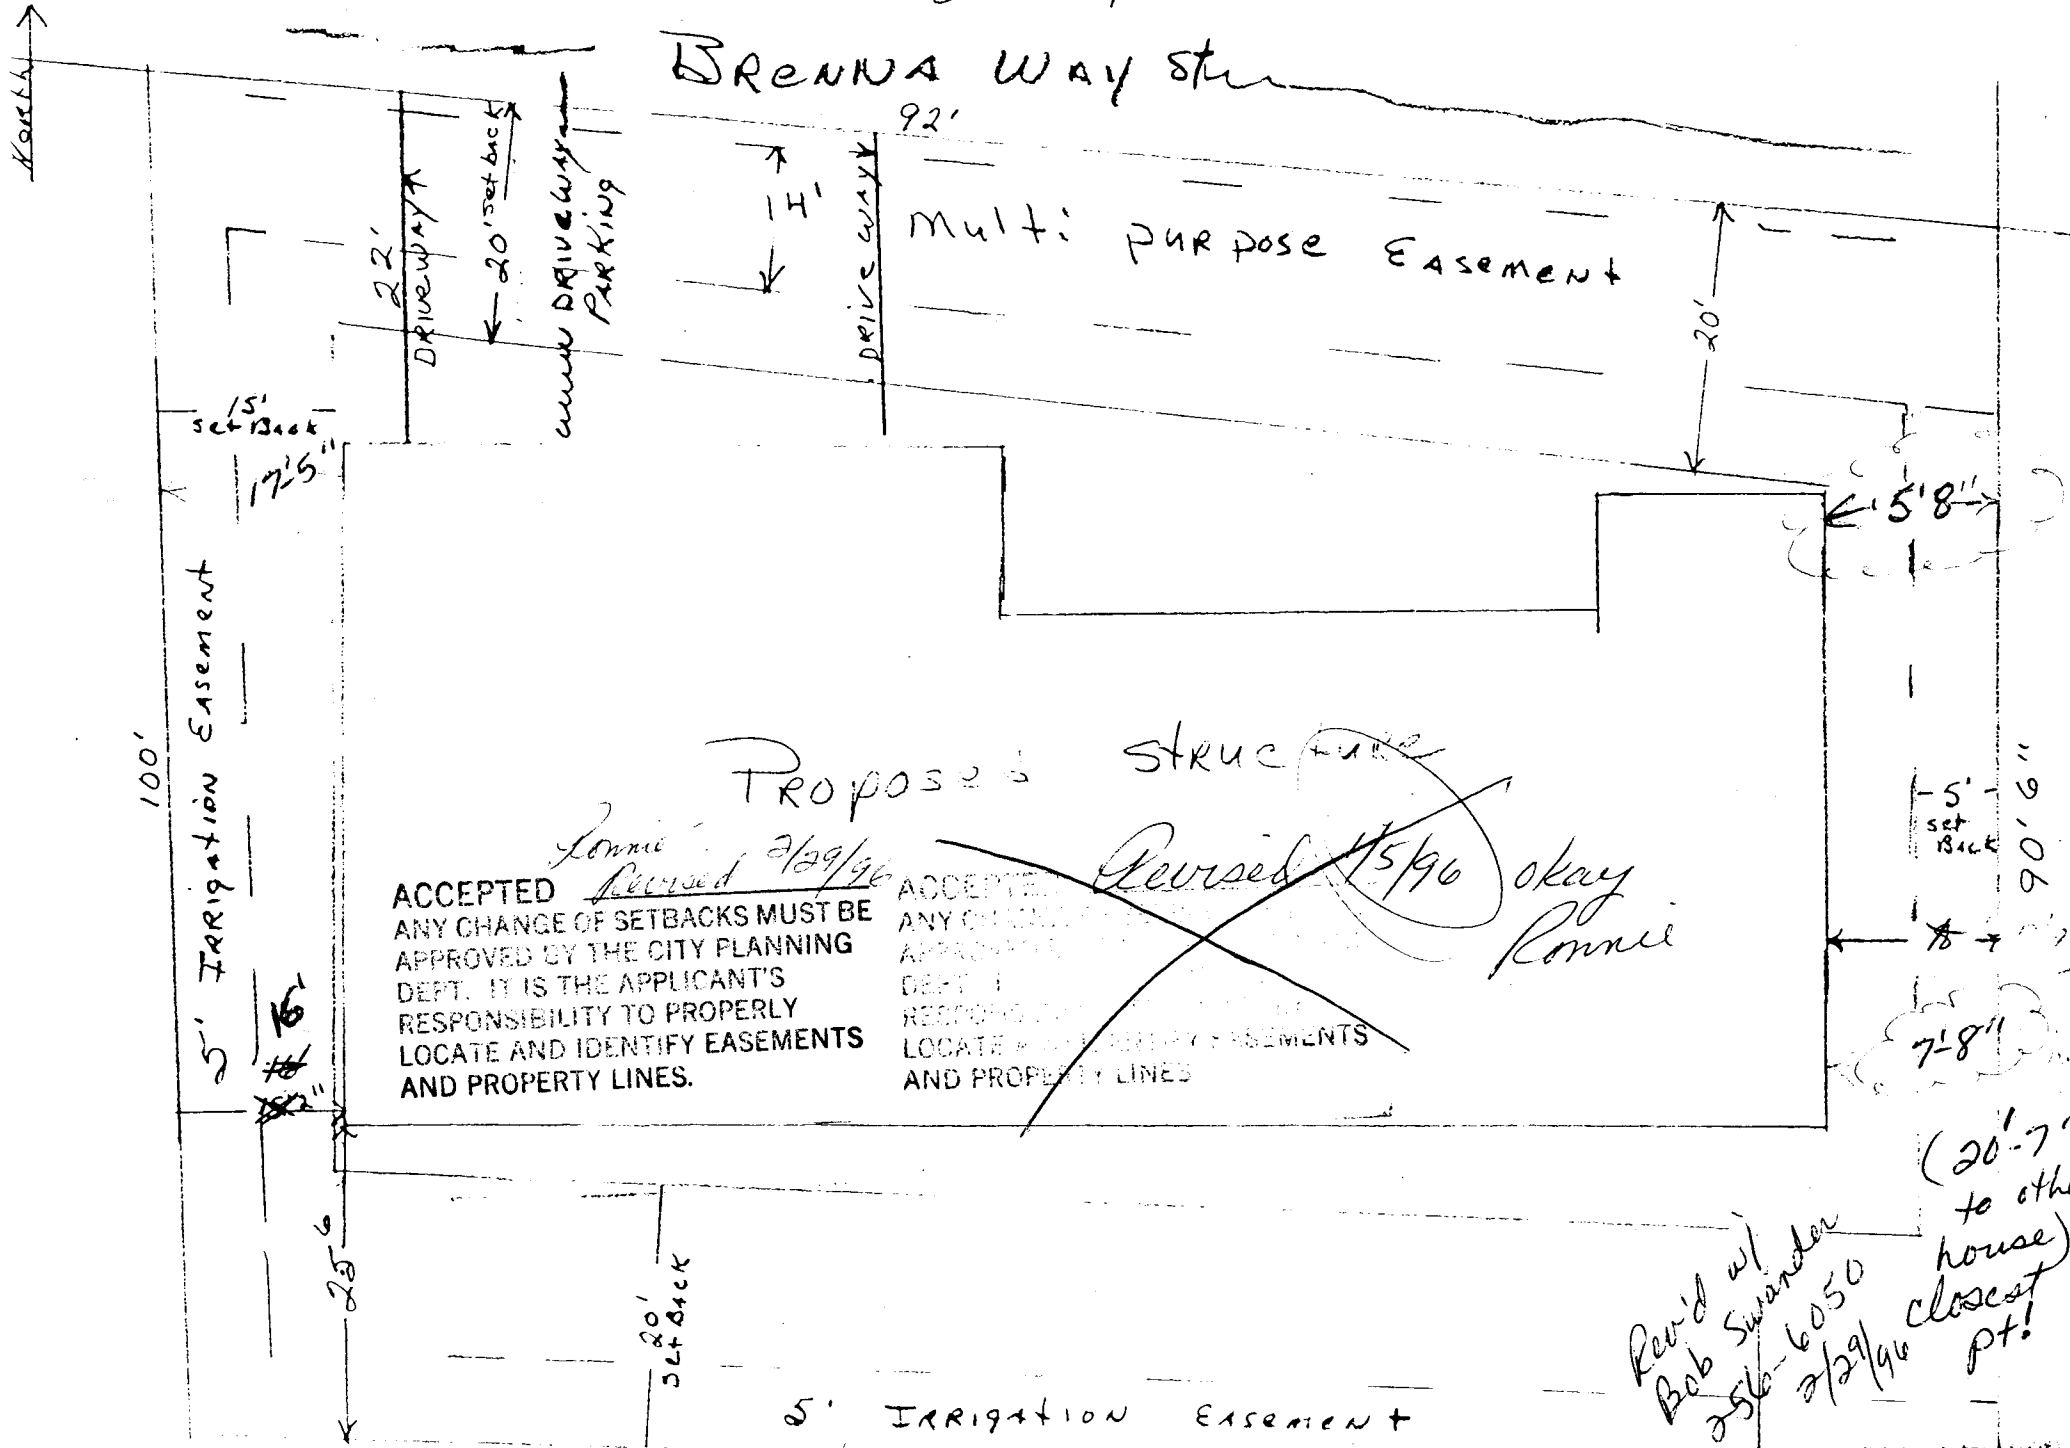 North
BRENNA WAY
92'
22'
DRIVEWAY
20' set back
DRIVEWAY
PARKING
14'
DRIVEWAY
Multi purpose Easement
20'
15'
set Back
17'5"
5'8"
100'
5' IRRIGATION EASEMENT
Proposed Structure
Ronnie
Revised 2/29/96
ACCEPTED
ANY CHANGE OF SETBACKS MUST BE
APPROVED BY THE CITY PLANNING
DEPT. IT IS THE APPLICANT'S
RESPONSIBILITY TO PROPERLY
LOCATE AND IDENTIFY EASEMENTS
AND PROPERTY LINES.
Revised 1/5/96 okay
Ronnie
ACCEPTED
ANY
DEPT.
LOCATE EASEMENTS
AND PROPERTY LINES
5'
set
Back
90'6"
16'
7-8"
(20'-7"
to
house)
closest
pt!
Rev'd w/
Bob Swander
256-6050
2/29/96
25 6
20'
Set Back
5' IRRIGATION EASEMENT